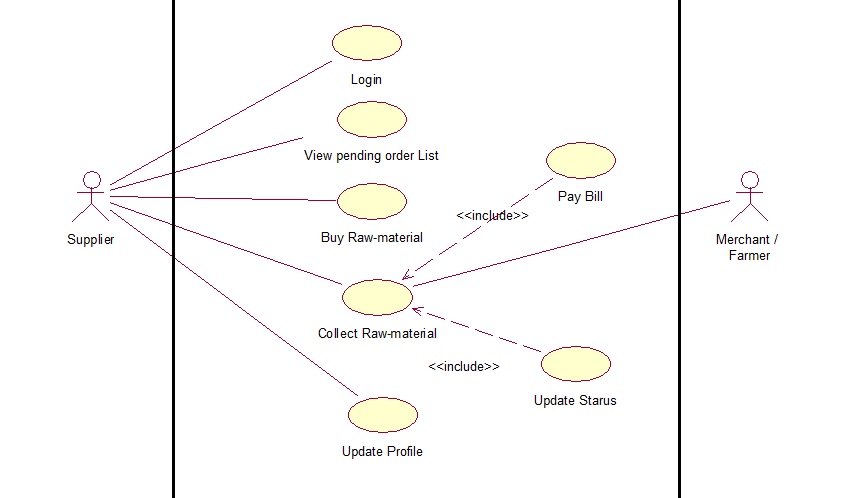 Login
View pending order List
Pay Bill
<<include>>
Buy Raw-material
Supplier
Merchant /
Farmer
Collect Raw-material
<<include>>
Update Starus
Update Profile